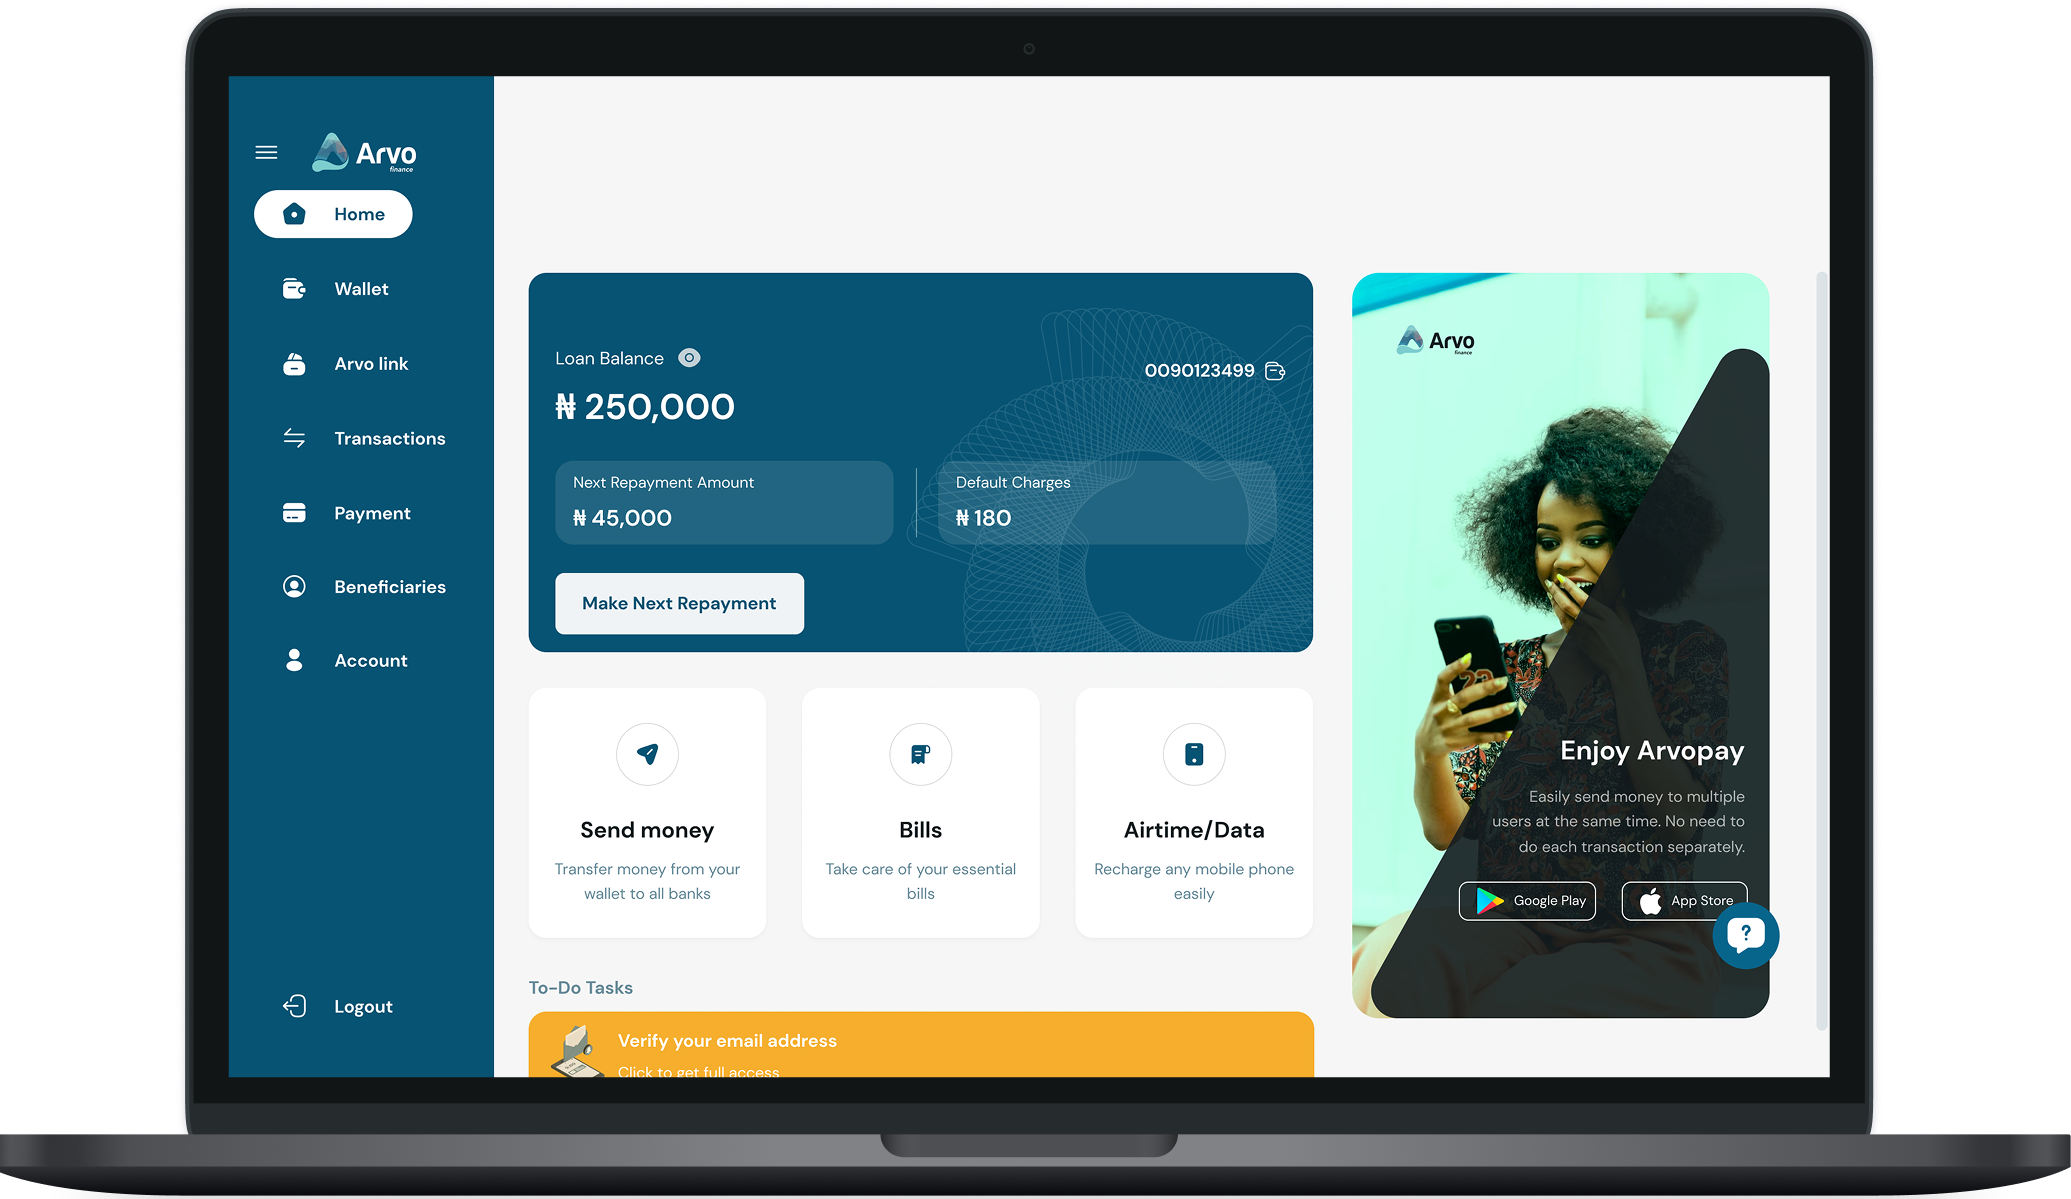 Arvo
finance
Home
Wallet
Arvo link
Transactions
Payment
Beneficiaries
Account
Logout
Loan Balance
₦ 250,000
0090123499
Next Repayment Amount
₦ 45,000
Default Charges
₦ 180
Make Next Repayment
Send money
Transfer money from your
wallet to all banks
Bills
Take care of your essential
bills
Airtime/Data
Recharge any mobile phone
easily
To-Do Tasks
Verify your email address
Click to get full access
Arvo
finance
23
Enjoy Arvopay
Easily send money to multiple
users at the same time. No need to
do each transaction separately.
Google Play
App Store
?